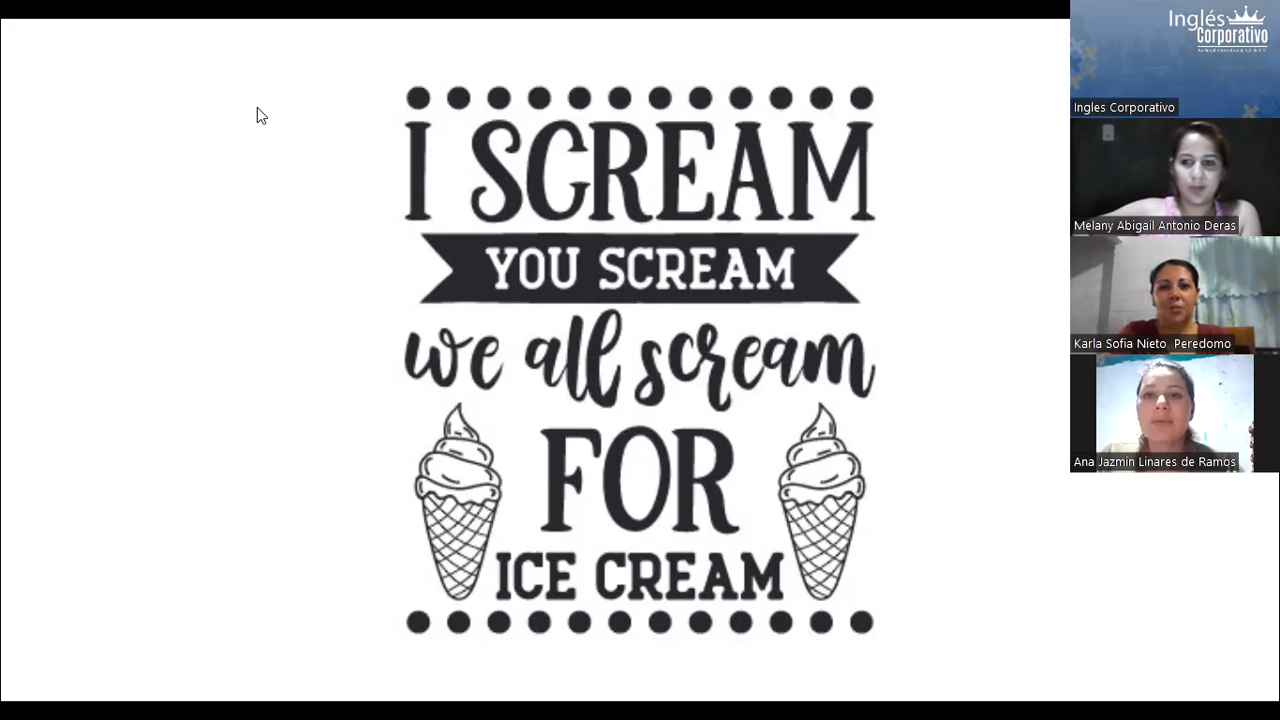 I SCREAM
YOU SCREAM
we all scream
FOR
ICE CREAM
Inglés
Corporativo
Ingles Corporativo
Melany Abigail Antonio Deras
Karla Sofia Nieto Peredomo
Ana Jazmin Linares de Ramos